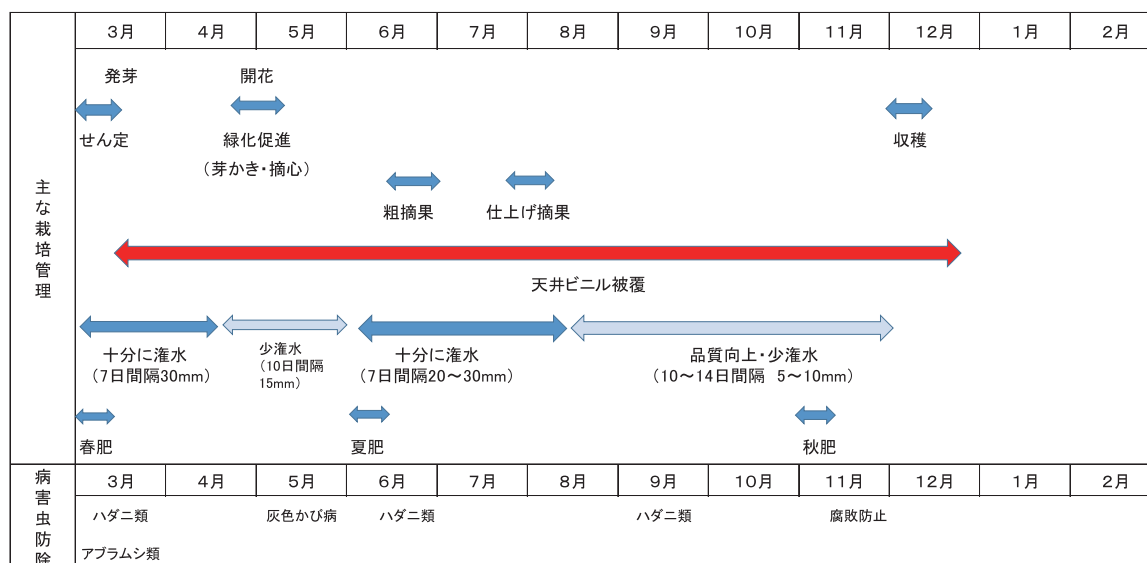 3月 4月 5月 6月 7月 8月 9月 10月 11月 12月 1月 2月
主な栽培管理
発芽 開花
せん定 緑化促進 収穫
(芽かき・摘心)
粗摘果 仕上げ摘果
天井ビニル被覆
十分に潅水 少潅水 十分に潅水 品質向上・少潅水
(7日間隔30mm) (10日間隔 (7日間隔20～30mm) (10～14日間隔 5～10mm)
15mm)
春肥 夏肥 秋肥
病害虫防除
3月 4月 5月 6月 7月 8月 9月 10月 11月 12月 1月 2月
ハダニ類 灰色かび病 ハダニ類 ハダニ類 腐敗防止
アブラムシ類